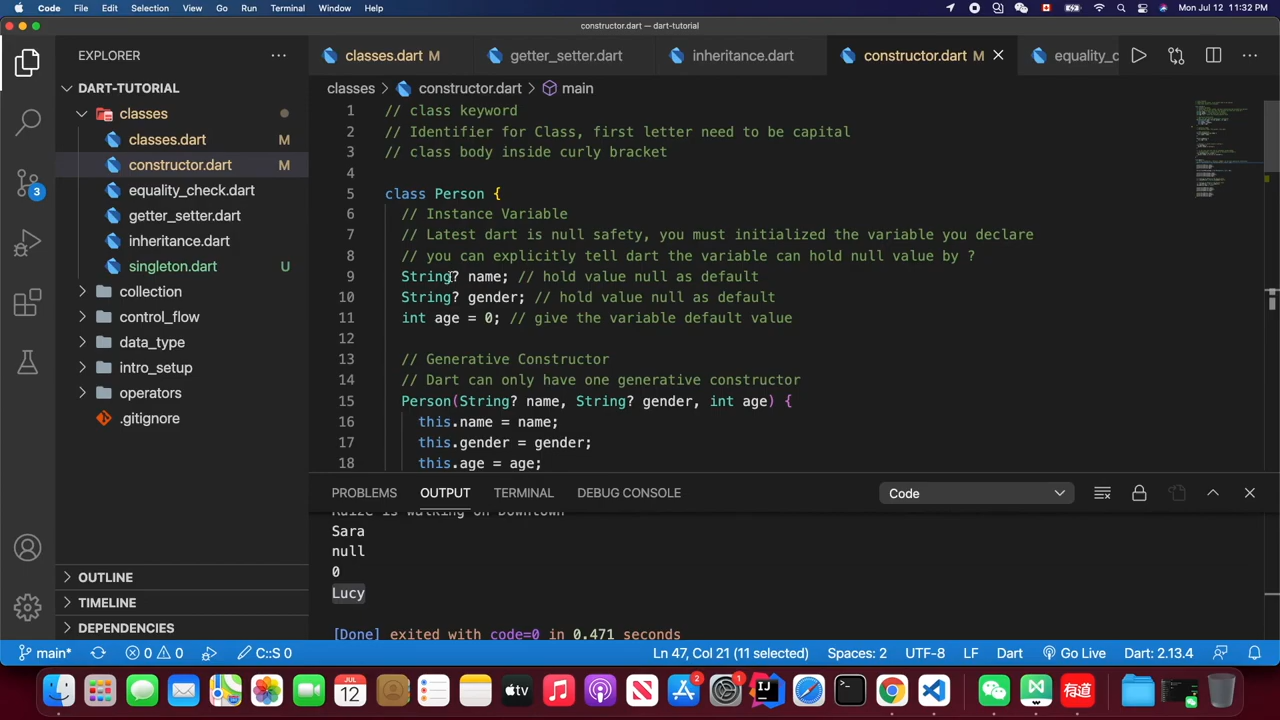 Code File Edit Selection View Go Run Terminal Window Help Mon Jul 12 11:32 PM
constructor.dart — dart-tutorial
EXPLORER
classes.dart M getter_setter.dart inheritance.dart constructor.dart M equality_c
DART-TUTORIAL
classes
classes.dart M
constructor.dart M
equality_check.dart
getter_setter.dart
inheritance.dart
singleton.dart U
collection
control_flow
data_type
intro_setup
operators
.gitignore
OUTLINE
TIMELINE
DEPENDENCIES
3
classes > constructor.dart > main
1 // class keyword
2 // Identifier for Class, first letter need to be capital
3 // class body inside curly bracket
4
5 class Person {
6 // Instance Variable
7 // Latest dart is null safety, you must initialized the variable you declare
8 // you can explicitly tell dart the variable can hold null value by ?
9 String? name; // hold value null as default
10 String? gender; // hold value null as default
11 int age = 0; // give the variable default value
12
13 // Generative Constructor
14 // Dart can only have one generative constructor
15 Person(String? name, String? gender, int age) {
16 this.name = name;
17 this.gender = gender;
18 this.age = age;
PROBLEMS OUTPUT TERMINAL DEBUG CONSOLE Code
Ruize is walking on Downtown
Sara
null
0
Lucy
[Done] exited with code=0 in 0.471 seconds
main* 0 0 C::S 0 Ln 47, Col 21 (11 selected) Spaces: 2 UTF-8 LF Dart Go Live Dart: 2.13.4
JUL
12
tv
2
1
有道